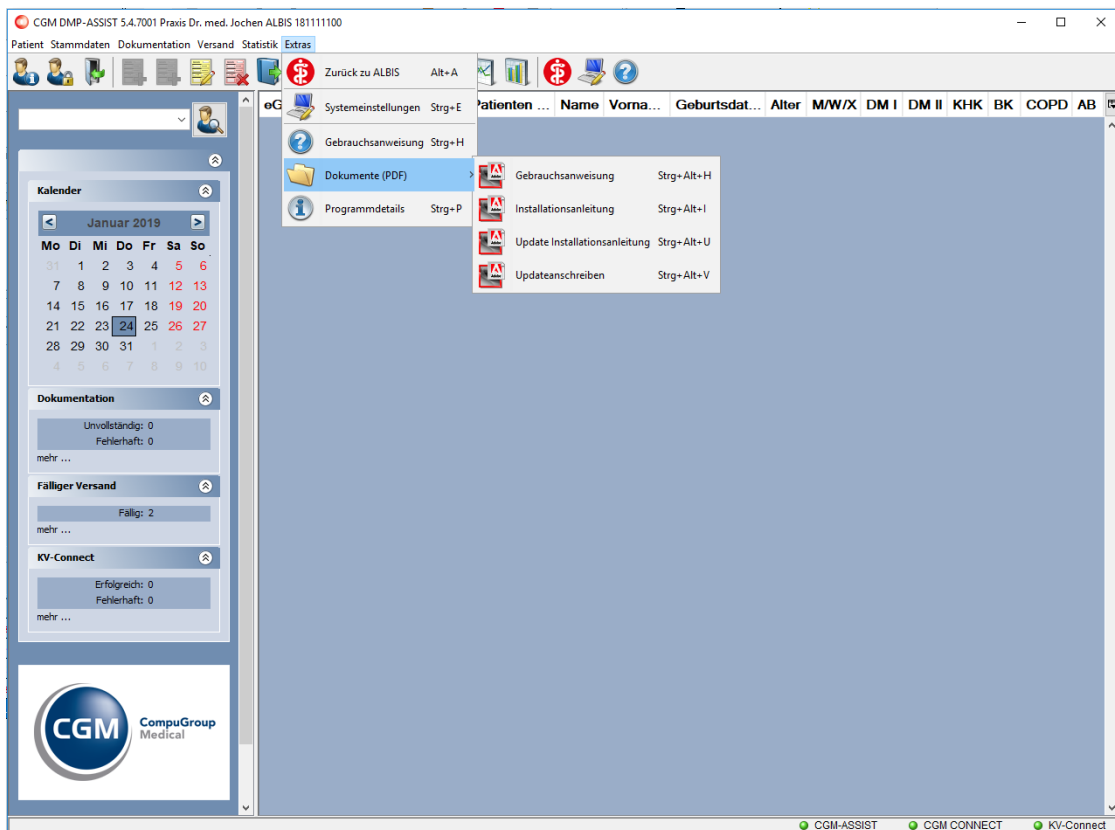 CGM DMP-ASSIST 5.4.7001 Praxis Dr. med. Jochen ALBIS 181111100
Patient Stammdaten Dokumentation Versand Statistik Extras
Zurück zu ALBIS Alt+A
Systemeinstellungen Strg+E
Gebrauchsanweisung Strg+H
Dokumente (PDF)
Programmdetails Strg+P
Gebrauchsanweisung Strg+Alt+H
Installationsanleitung Strg+Alt+I
Update Installationsanleitung Strg+Alt+U
Updateanschreiben Strg+Alt+V
eG
Patienten ... Name Vorna... Geburtsdat... Alter M/W/X DM I DM II KHK BK COPD AB
Kalender
< Januar 2019 >
Mo Di Mi Do Fr Sa So
31 1 2 3 4 5 6
7 8 9 10 11 12 13
14 15 16 17 18 19 20
21 22 23 24 25 26 27
28 29 30 31 1 2 3
4 5 6 7 8 9 10
Dokumentation
Unvollständig: 0
Fehlerhaft: 0
mehr ...
Fälliger Versand
Fällig: 2
mehr ...
KV-Connect
Erfolgreich: 0
Fehlerhaft: 0
mehr ...
CGM CompuGroup
Medical
CGM-ASSIST CGM CONNECT KV-Connect